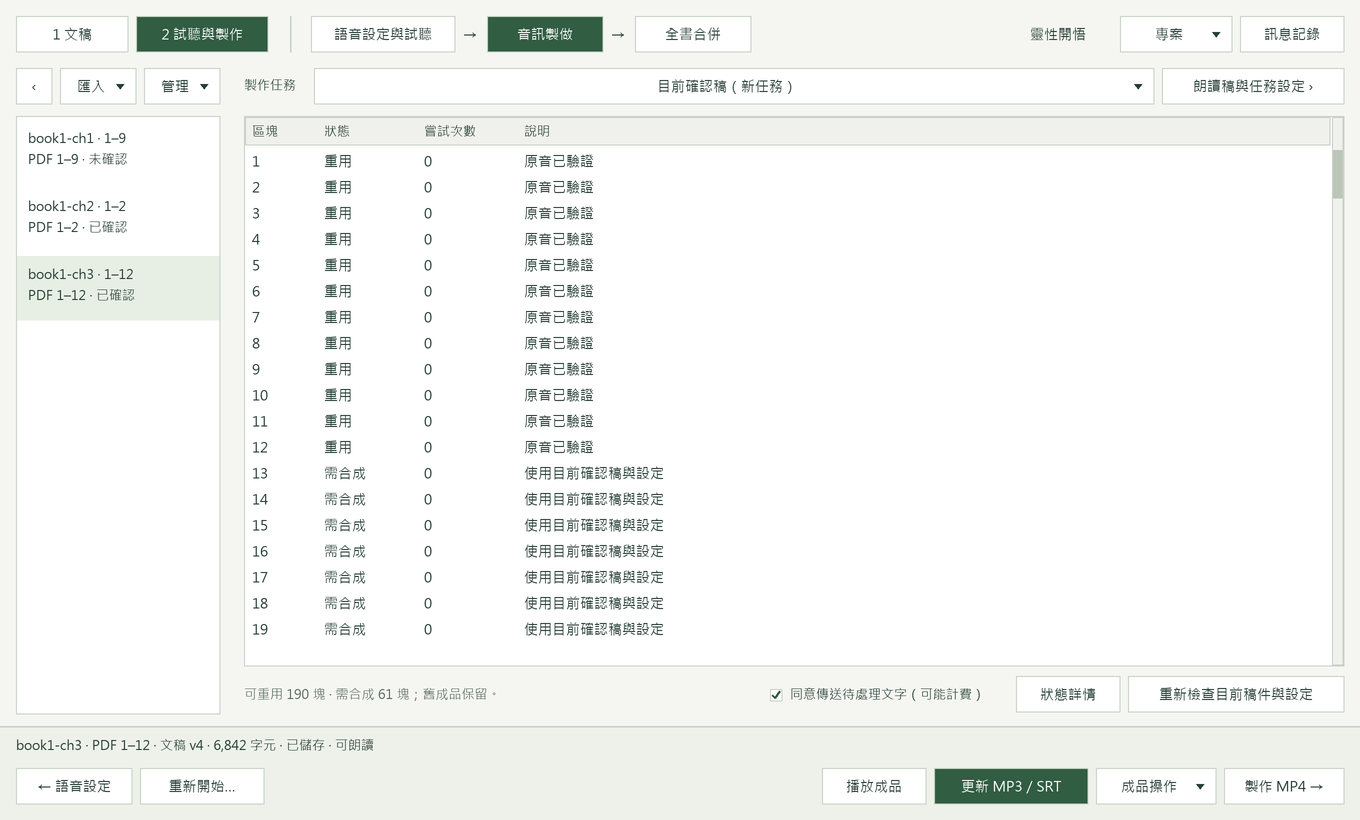 1 文稿 2 試聽與製作 語音設定與試聽 → 音訊製做 → 全書合併 靈性開悟 專案 ▼ 訊息記錄
‹ 匯入 ▼ 管理 ▼ 製作任務 目前確認稿 ( 新任務 ) ▼ 朗讀稿與任務設定 ›
book1-ch1 · 1–9
PDF 1–9 · 未確認
book1-ch2 · 1–2
PDF 1–2 · 已確認
book1-ch3 · 1–12
PDF 1–12 · 已確認
區塊 狀態 嘗試次數 說明
1 重用 0 原音已驗證
2 重用 0 原音已驗證
3 重用 0 原音已驗證
4 重用 0 原音已驗證
5 重用 0 原音已驗證
6 重用 0 原音已驗證
7 重用 0 原音已驗證
8 重用 0 原音已驗證
9 重用 0 原音已驗證
10 重用 0 原音已驗證
11 重用 0 原音已驗證
12 重用 0 原音已驗證
13 需合成 0 使用目前確認稿與設定
14 需合成 0 使用目前確認稿與設定
15 需合成 0 使用目前確認稿與設定
16 需合成 0 使用目前確認稿與設定
17 需合成 0 使用目前確認稿與設定
18 需合成 0 使用目前確認稿與設定
19 需合成 0 使用目前確認稿與設定
可重用 190 塊 · 需合成 61 塊；舊成品保留。 同意傳送待處理文字 ( 可能計費 ) 狀態詳情 重新檢查目前稿件與設定
book1-ch3 · PDF 1–12 · 文稿 v4 · 6,842 字元 · 已儲存 · 可朗讀
← 語音設定 重新開始... 播放成品 更新 MP3 / SRT 成品操作 ▼ 製作 MP4 →